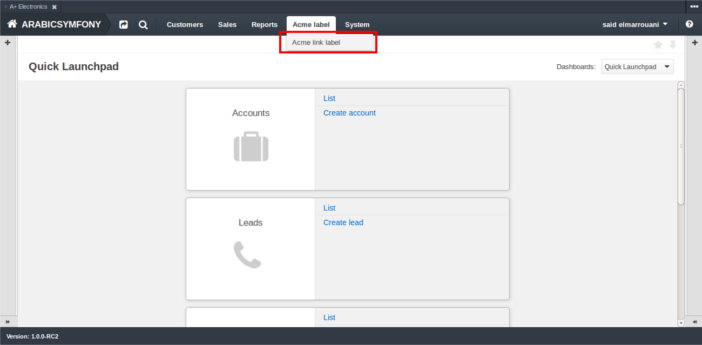 A+ Electronics
ARABICSYMFONY Customers Sales Reports Acme label System said elmarrouani
Acme link label
Quick Launchpad Dashboards: Quick Launchpad
Accounts
List
Create account
Leads
List
Create lead
List
Version: 1.0.0-RC2